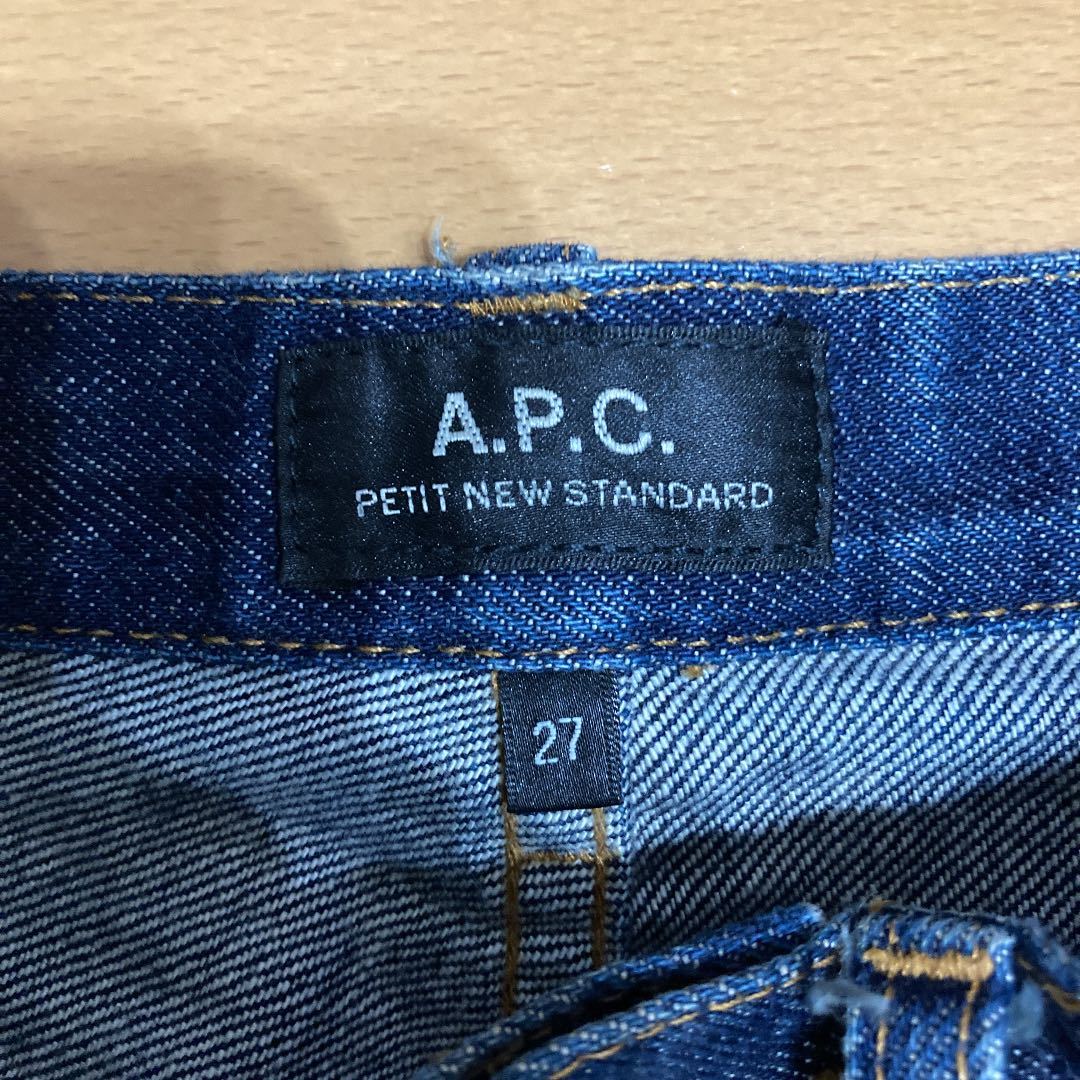 A.P.C.
PETIT NEW STANDARD
27